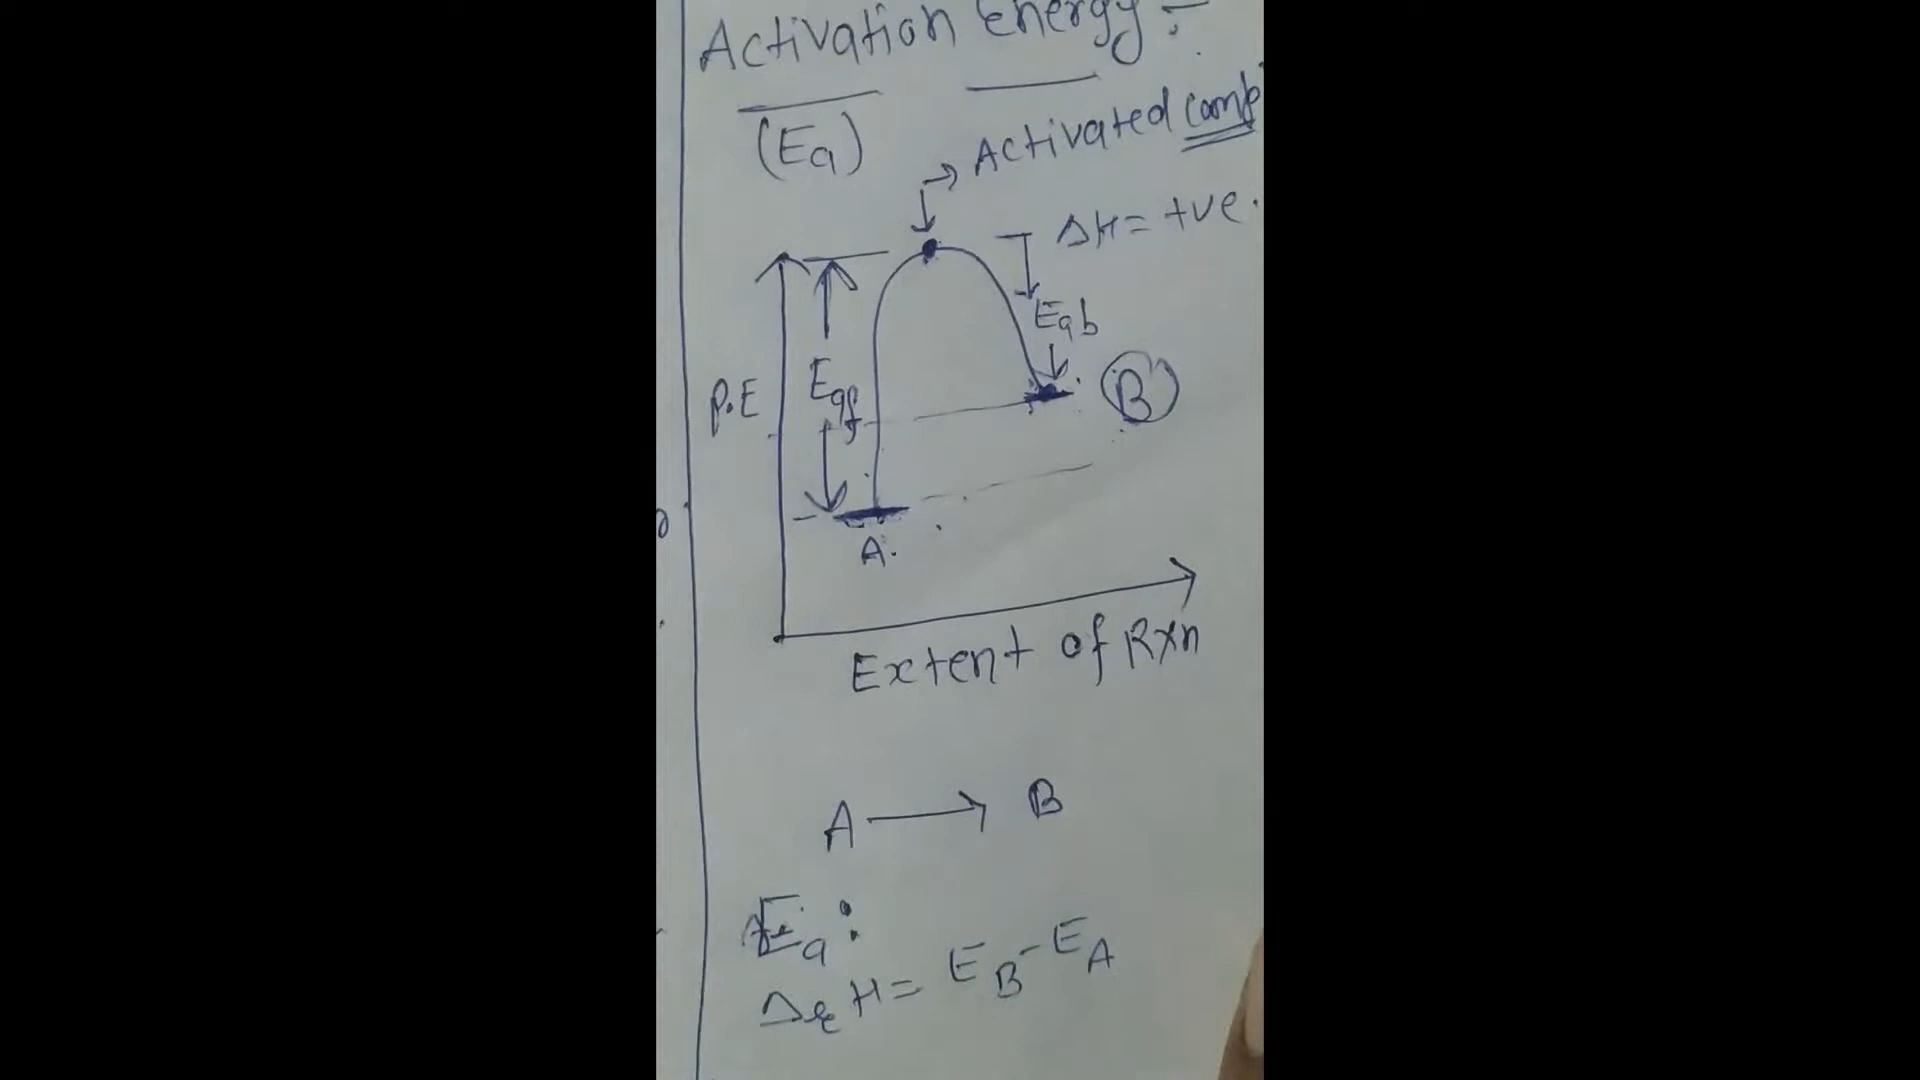 Activation Energy :-
(Ea)
Activated comp
ΔH = +ve.
Eab
P.E
Eaf
B
A.
Extent of Rxn
A → B
Ea :
ΔrH = EB - EA